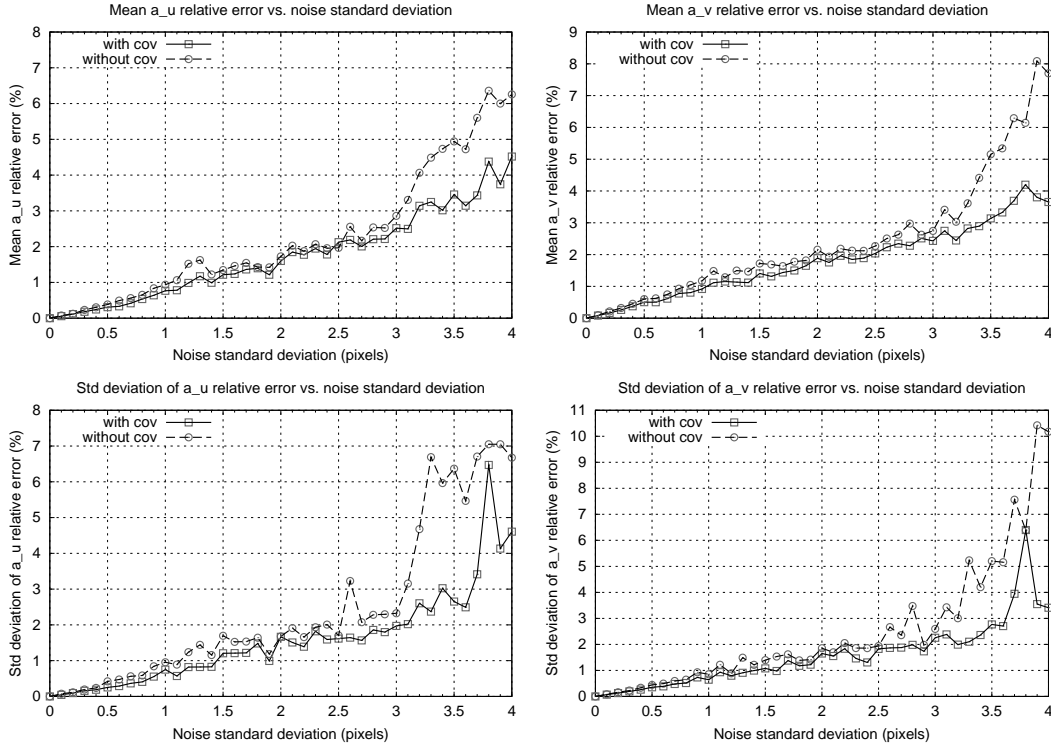 Mean a_u relative error vs. noise standard deviation
Mean a_u relative error (%)
8
7
6
5
4
3
2
1
0
with cov
without cov
0 0.5 1 1.5 2 2.5 3 3.5 4
Noise standard deviation (pixels)
Mean a_v relative error vs. noise standard deviation
Mean a_v relative error (%)
9
8
7
6
5
4
3
2
1
0
with cov
without cov
0 0.5 1 1.5 2 2.5 3 3.5 4
Noise standard deviation (pixels)
Std deviation of a_u relative error vs. noise standard deviation
Std deviation of a_u relative error (%)
8
7
6
5
4
3
2
1
0
with cov
without cov
0 0.5 1 1.5 2 2.5 3 3.5 4
Noise standard deviation (pixels)
Std deviation of a_v relative error vs. noise standard deviation
Std deviation of a_v relative error (%)
11
10
9
8
7
6
5
4
3
2
1
0
with cov
without cov
0 0.5 1 1.5 2 2.5 3 3.5 4
Noise standard deviation (pixels)